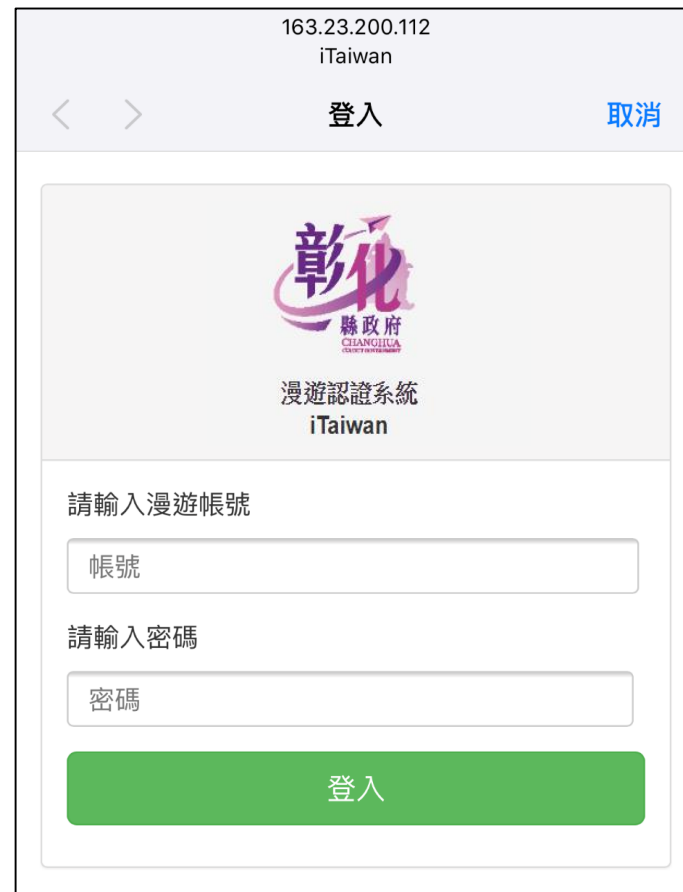 163.23.200.112
iTaiwan
登入
取消
彰化
縣政府
CHANGHUA
COUNTY GOVERNMENT
漫遊認證系統
iTaiwan
請輸入漫遊帳號
帳號
請輸入密碼
密碼
登入